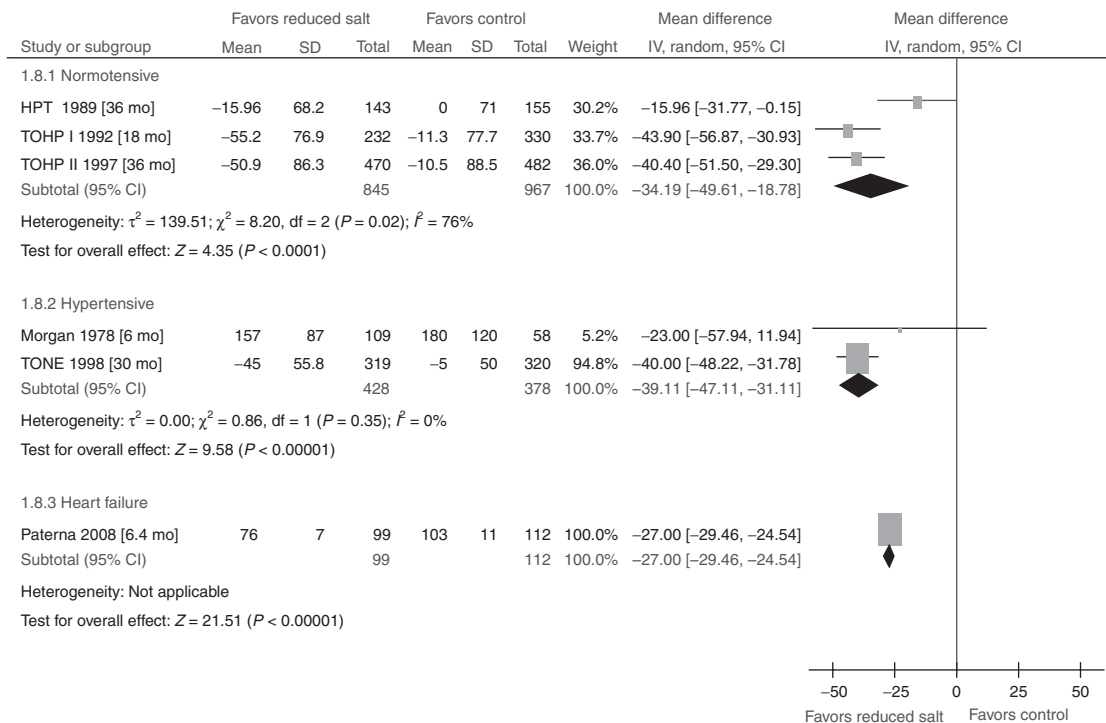 Favors reduced salt Favors control Mean difference Mean difference
Study or subgroup Mean SD Total Mean SD Total Weight IV, random, 95% CI IV, random, 95% CI
1.8.1 Normotensive
HPT 1989 [36 mo] −15.96 68.2 143 0 71 155 30.2% −15.96 [−31.77, −0.15]
TOHP I 1992 [18 mo] −55.2 76.9 232 −11.3 77.7 330 33.7% −43.90 [−56.87, −30.93]
TOHP II 1997 [36 mo] −50.9 86.3 470 −10.5 88.5 482 36.0% −40.40 [−51.50, −29.30]
Subtotal (95% CI) 845 967 100.0% −34.19 [−49.61, −18.78]
Heterogeneity: τ² = 139.51; χ² = 8.20, df = 2 (P = 0.02); I² = 76%
Test for overall effect: Z = 4.35 (P < 0.0001)
1.8.2 Hypertensive
Morgan 1978 [6 mo] 157 87 109 180 120 58 5.2% −23.00 [−57.94, 11.94]
TONE 1998 [30 mo] −45 55.8 319 −5 50 320 94.8% −40.00 [−48.22, −31.78]
Subtotal (95% CI) 428 378 100.0% −39.11 [−47.11, −31.11]
Heterogeneity: τ² = 0.00; χ² = 0.86, df = 1 (P = 0.35); I² = 0%
Test for overall effect: Z = 9.58 (P < 0.00001)
1.8.3 Heart failure
Paterna 2008 [6.4 mo] 76 7 99 103 11 112 100.0% −27.00 [−29.46, −24.54]
Subtotal (95% CI) 99 112 100.0% −27.00 [−29.46, −24.54]
Heterogeneity: Not applicable
Test for overall effect: Z = 21.51 (P < 0.00001)
−50 −25 0 25 50
Favors reduced salt Favors control